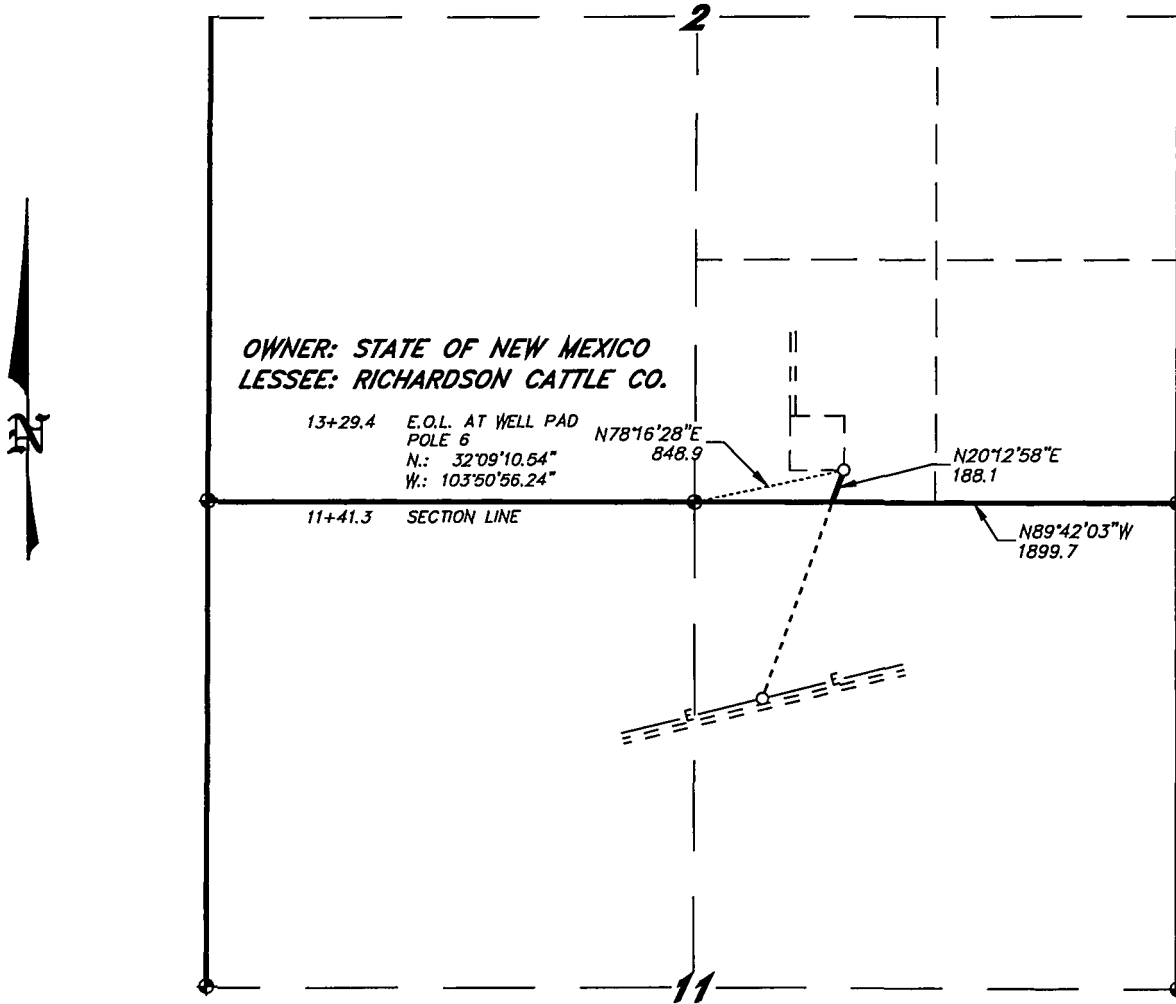 2
OWNER: STATE OF NEW MEXICO
LESSEE: RICHARDSON CATTLE CO.
13+29.4 E.O.L. AT WELL PAD
POLE 6
N.: 32°09'10.54"
W.: 103°50'56.24"
11+41.3 SECTION LINE
N78°16'28"E
848.9
N20°12'58"E
188.1
N89°42'03"W
1899.7
N
E
E
11